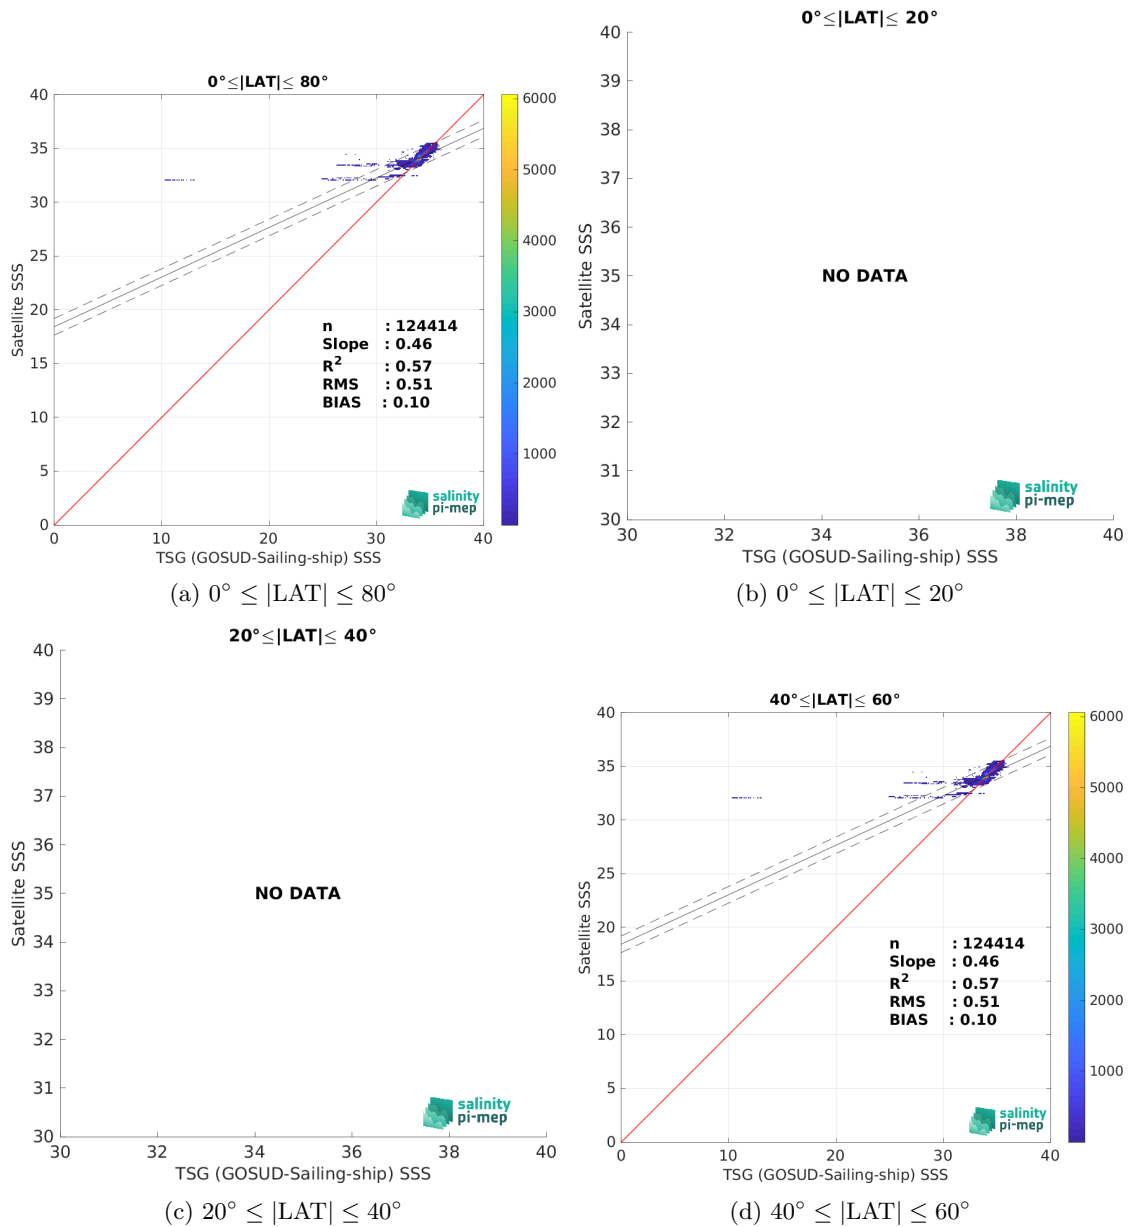 0°≤|LAT|≤ 80°
40
35
30
25
20
15
10
5
0
Satellite SSS
0 10 20 30 40
TSG (GOSUD-Sailing-ship) SSS
n : 124414
Slope : 0.46
R² : 0.57
RMS : 0.51
BIAS : 0.10
salinity
pi-mep
6000
5000
4000
3000
2000
1000
(a) 0° ≤ |LAT| ≤ 80°
0°≤|LAT|≤ 20°
40
39
38
37
36
35
34
33
32
31
30
Satellite SSS
NO DATA
salinity
pi-mep
30 32 34 36 38 40
TSG (GOSUD-Sailing-ship) SSS
(b) 0° ≤ |LAT| ≤ 20°
20°≤|LAT|≤ 40°
40
39
38
37
36
35
34
33
32
31
30
Satellite SSS
NO DATA
salinity
pi-mep
30 32 34 36 38 40
TSG (GOSUD-Sailing-ship) SSS
(c) 20° ≤ |LAT| ≤ 40°
40°≤|LAT|≤ 60°
40
35
30
25
20
15
10
5
0
Satellite SSS
n : 124414
Slope : 0.46
R² : 0.57
RMS : 0.51
BIAS : 0.10
salinity
pi-mep
0 10 20 30 40
TSG (GOSUD-Sailing-ship) SSS
6000
5000
4000
3000
2000
1000
(d) 40° ≤ |LAT| ≤ 60°